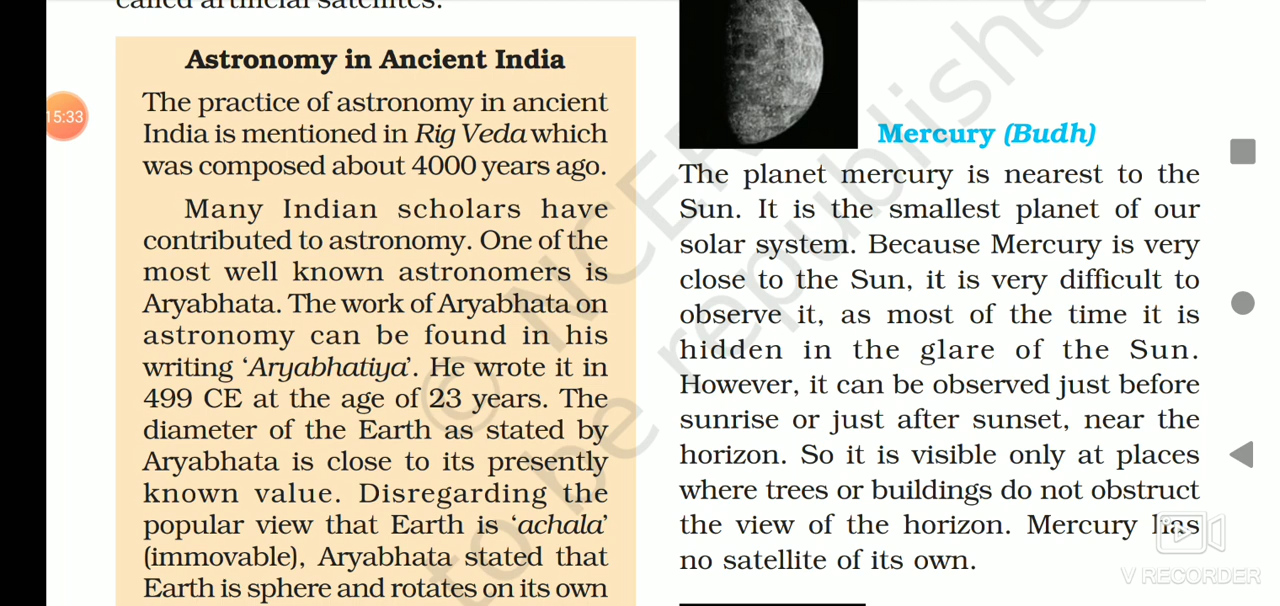 called artificial satellites.
Astronomy in Ancient India
The practice of astronomy in ancient
India is mentioned in Rig Veda which
was composed about 4000 years ago.
Many Indian scholars have
contributed to astronomy. One of the
most well known astronomers is
Aryabhata. The work of Aryabhata on
astronomy can be found in his
writing ‘Aryabhatiya’. He wrote it in
499 CE at the age of 23 years. The
diameter of the Earth as stated by
Aryabhata is close to its presently
known value. Disregarding the
popular view that Earth is ‘achala’
(immovable), Aryabhata stated that
Earth is sphere and rotates on its own
15:33
Mercury (Budh)
The planet mercury is nearest to the
Sun. It is the smallest planet of our
solar system. Because Mercury is very
close to the Sun, it is very difficult to
observe it, as most of the time it is
hidden in the glare of the Sun.
However, it can be observed just before
sunrise or just after sunset, near the
horizon. So it is visible only at places
where trees or buildings do not obstruct
the view of the horizon. Mercury has
no satellite of its own.
© NCER
to be republishe
V RECORDER